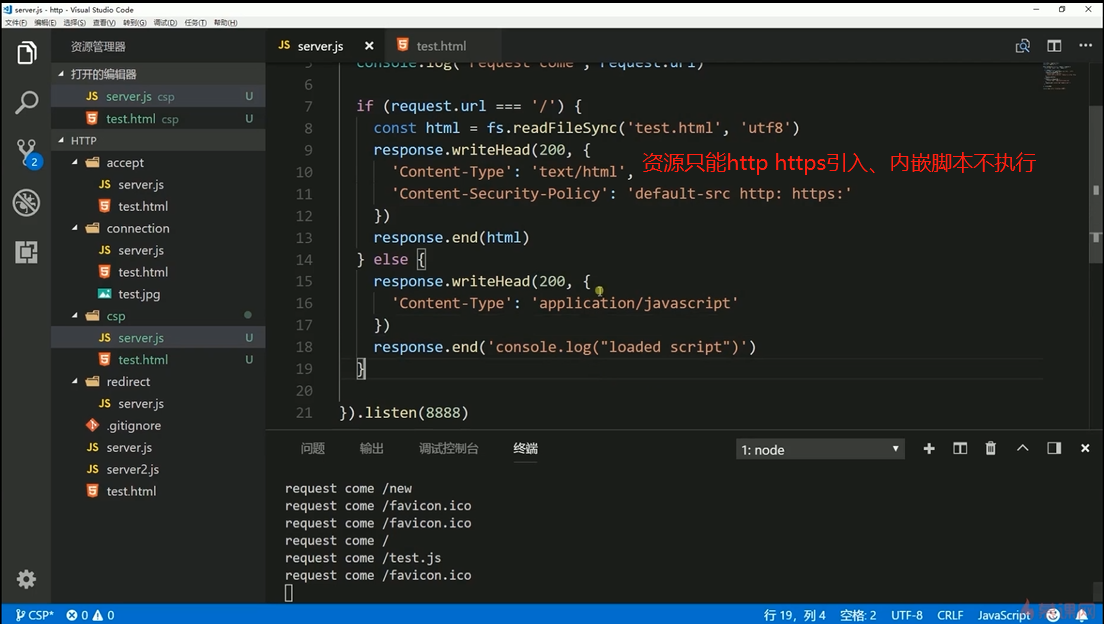 server.js - http - Visual Studio Code
文件(F) 编辑(E) 选择(S) 查看(V) 转到(G) 调试(D) 任务(T) 帮助(H)
资源管理器
打开的编辑器
JS server.js csp U
test.html csp U
HTTP
accept
JS server.js
test.html
connection
JS server.js
test.html
test.jpg
csp
JS server.js U
test.html U
redirect
JS server.js
.gitignore
JS server.js
JS server2.js
test.html
2
JS server.js
test.html
5 console.log('request come', request.url)
6
7 if (request.url === '/') {
8 const html = fs.readFileSync('test.html', 'utf8')
9 response.writeHead(200, {
资源只能http https引入、内嵌脚本不执行
10 'Content-Type': 'text/html',
11 'Content-Security-Policy': 'default-src http: https:'
12 })
13 response.end(html)
14 } else {
15 response.writeHead(200, {
16 'Content-Type': 'application/javascript'
17 })
18 response.end('console.log("loaded script")')
19 }
20
21 }).listen(8888)
问题 输出 调试控制台 终端 1: node
request come /new
request come /favicon.ico
request come /favicon.ico
request come /
request come /test.js
request come /favicon.ico
CSP* 0 0 行 19，列 4 空格: 2 UTF-8 CRLF JavaScript